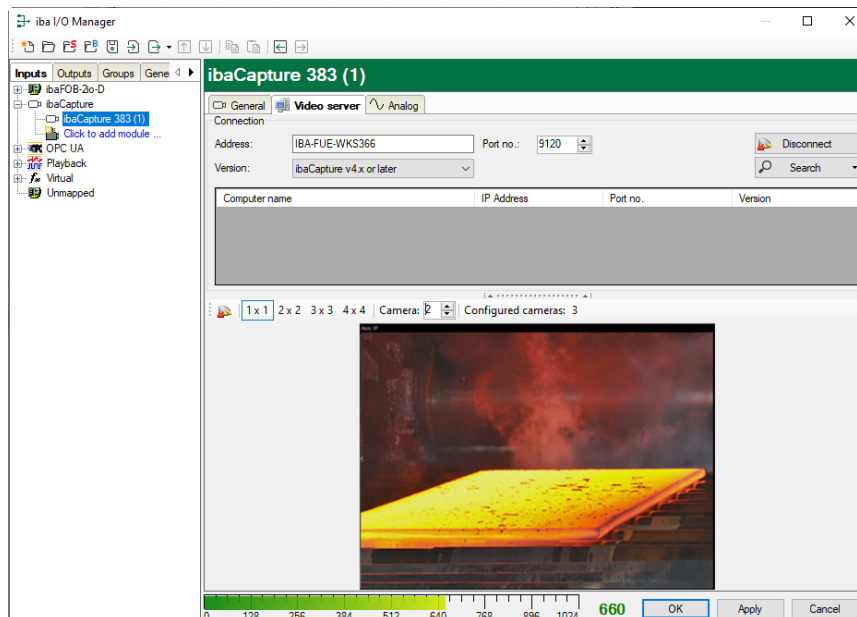 iba I/O Manager
Inputs Outputs Groups Gene
ibaFOB-2io-D
ibaCapture
ibaCapture 383 (1)
Click to add module ...
OPC UA
Playback
Virtual
Unmapped
ibaCapture 383 (1)
General Video server Analog
Connection
Address: IBA-FUE-WKS366 Port no.: 9120 Disconnect
Version: ibaCapture v4.x or later Search
Computer name IP Address Port no. Version
1 x 1 2 x 2 3 x 3 4 x 4 Camera: 2 Configured cameras: 3
0 128 256 384 512 640 768 896 1024 660 OK Apply Cancel